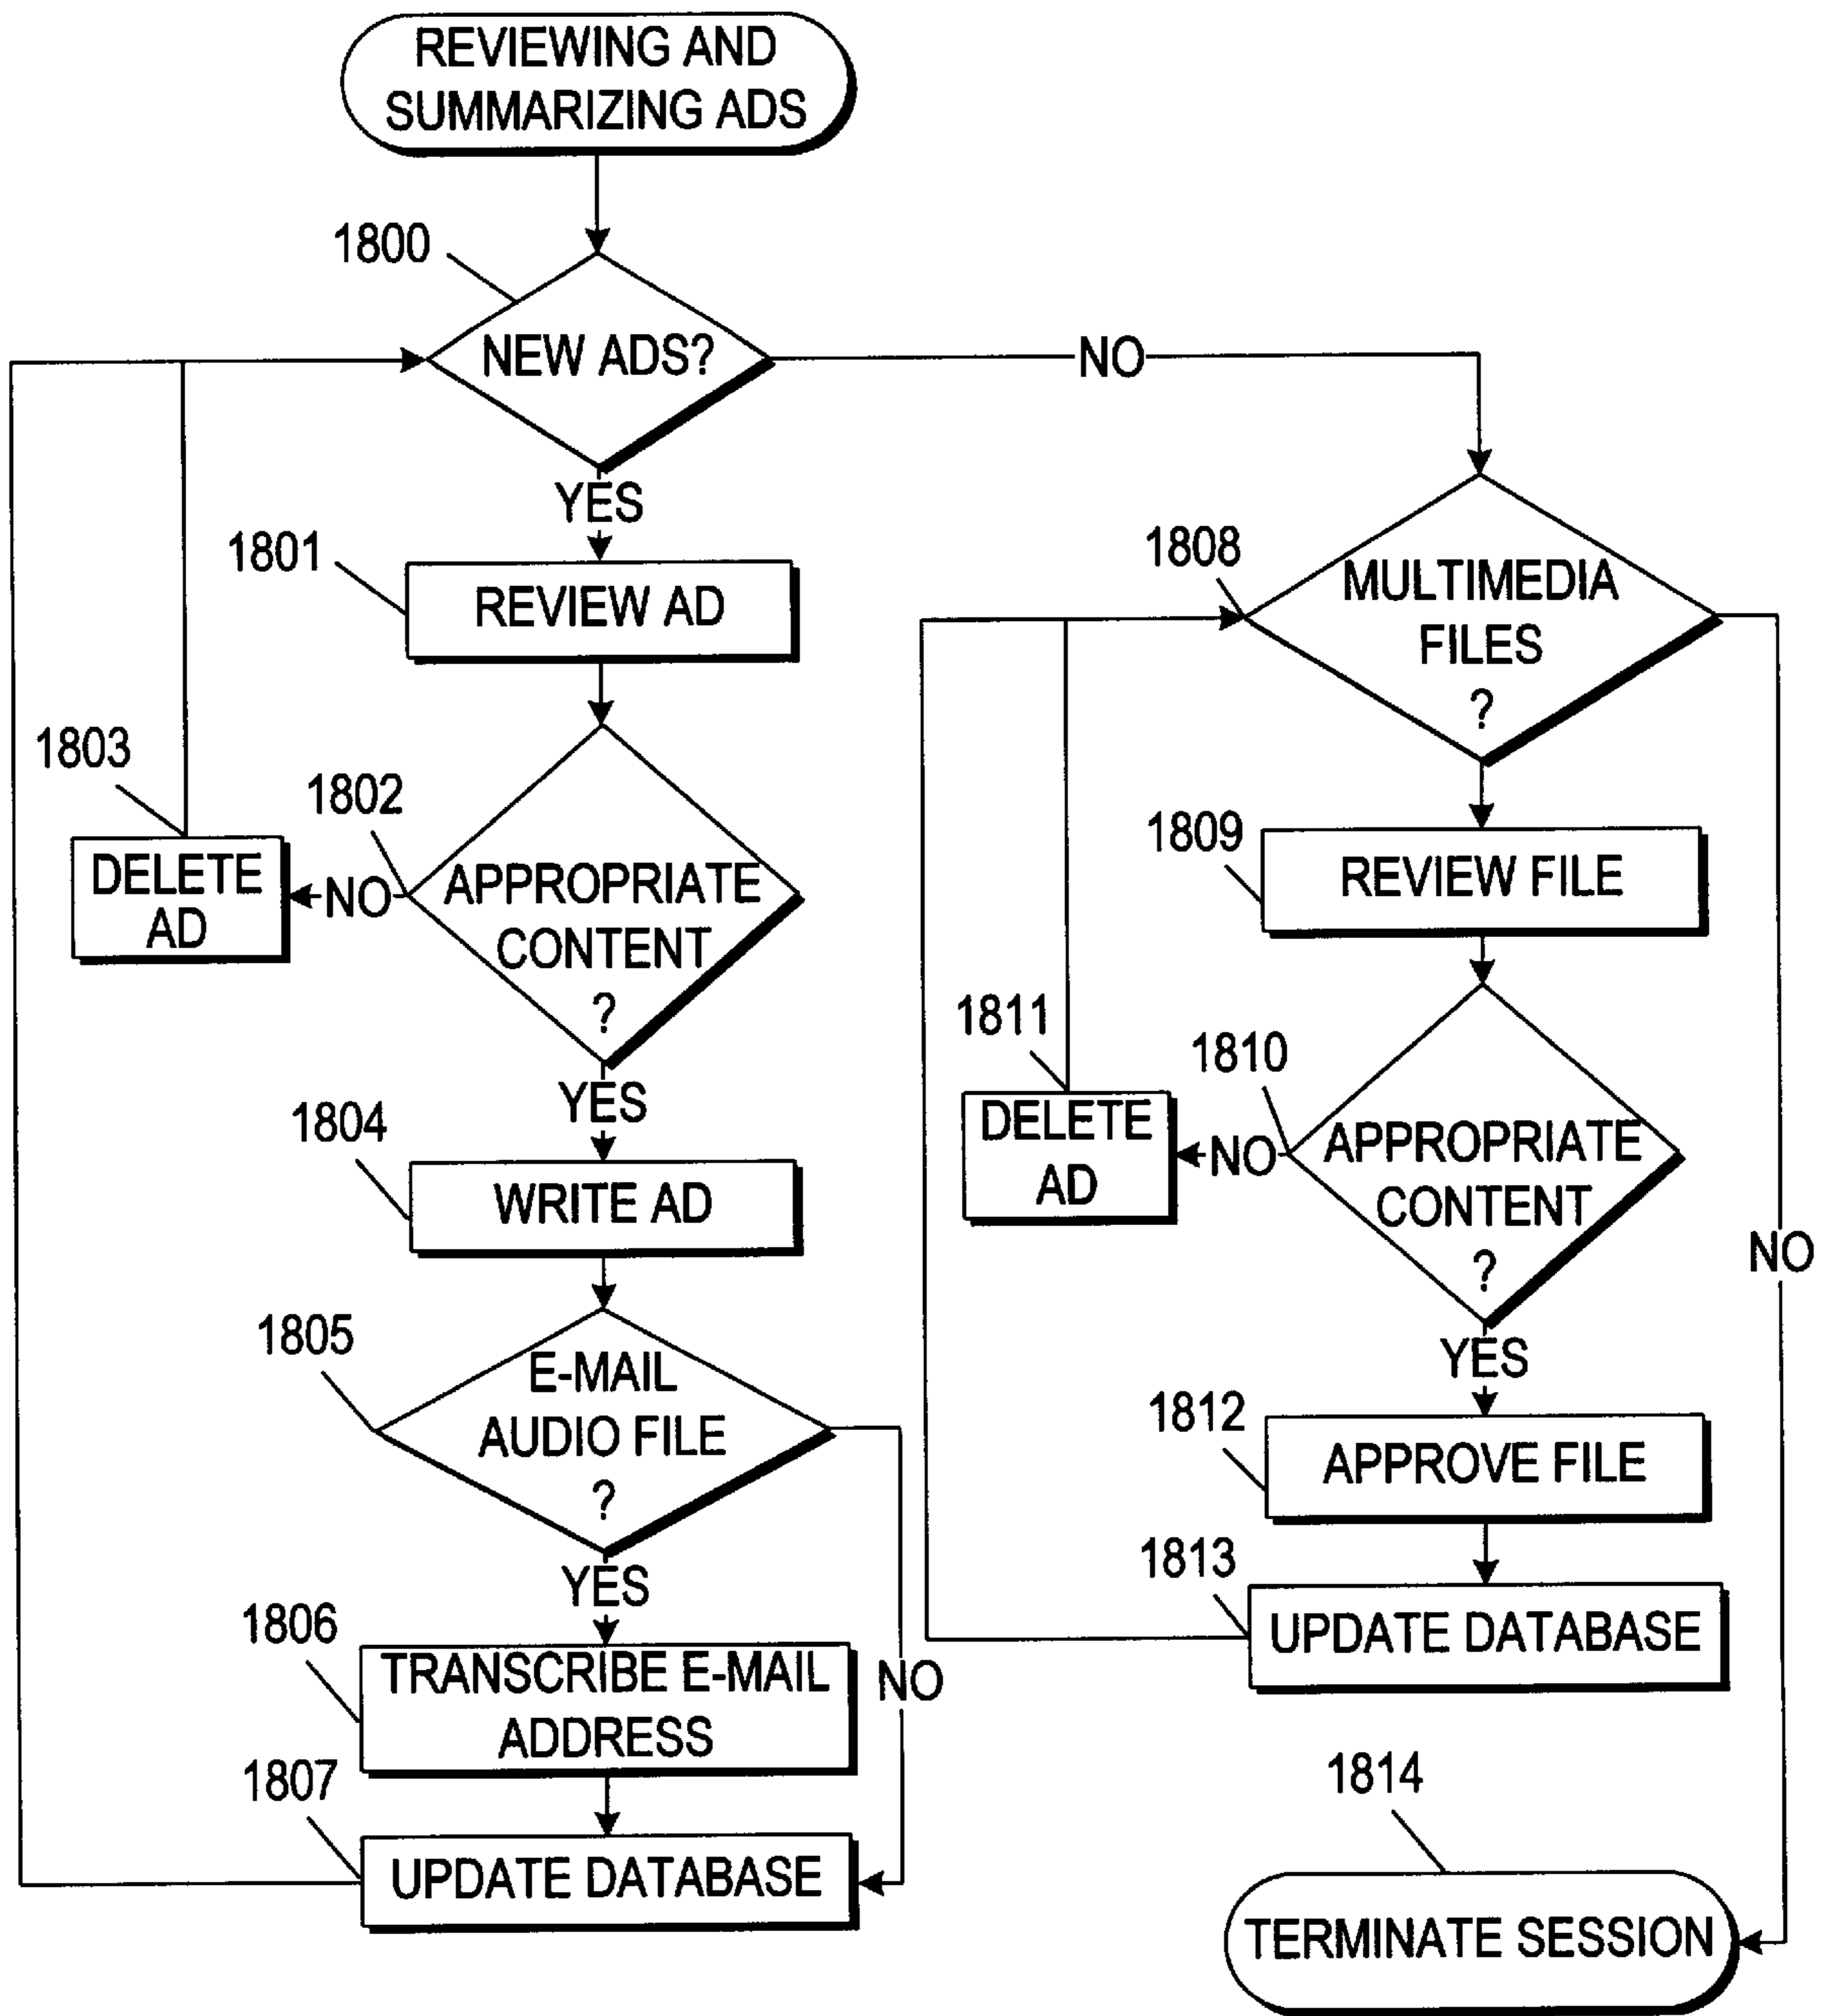 REVIEWING AND
SUMMARIZING ADS
1800
NEW ADS?
NO
YES
1801
REVIEW AD
1802
APPROPRIATE
CONTENT
?
NO
1803
DELETE
AD
YES
1804
WRITE AD
1805
E-MAIL
AUDIO FILE
?
YES
NO
1806
TRANSCRIBE E-MAIL
ADDRESS
1807
UPDATE DATABASE
1808
MULTIMEDIA
FILES
?
NO
1809
REVIEW FILE
1810
APPROPRIATE
CONTENT
?
NO
1811
DELETE
AD
YES
1812
APPROVE FILE
1813
UPDATE DATABASE
1814
TERMINATE SESSION